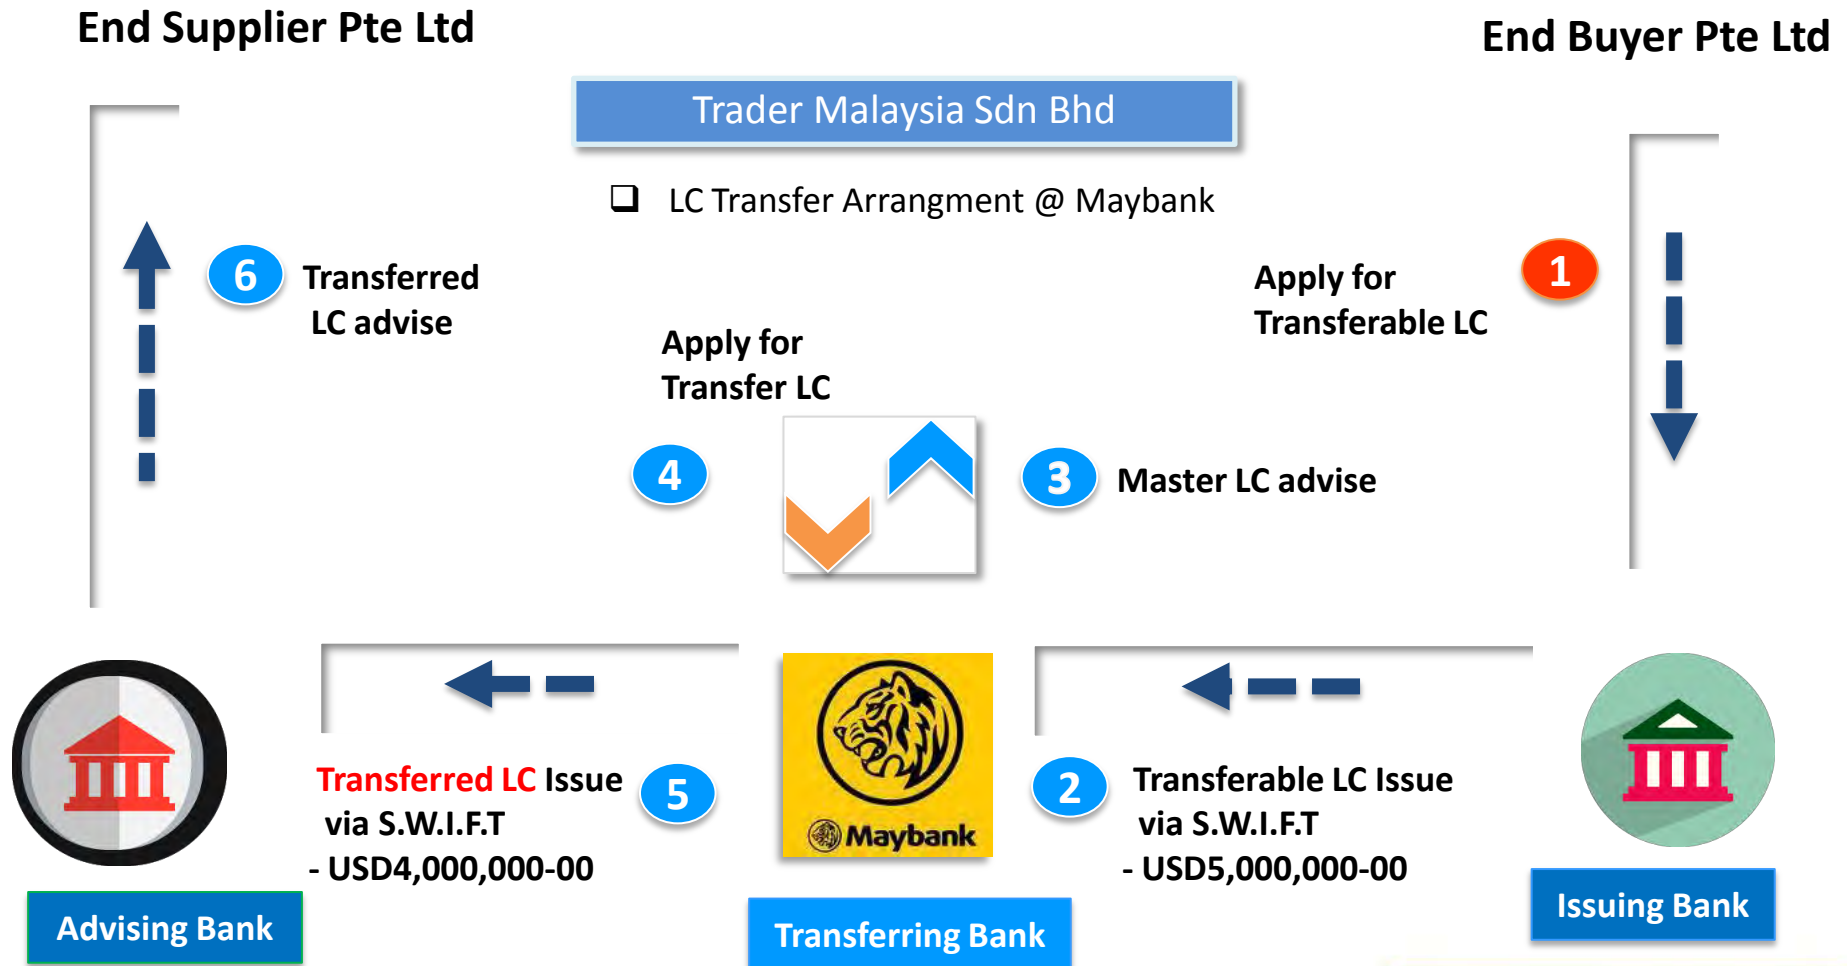 End Supplier Pte Ltd
End Buyer Pte Ltd
Trader Malaysia Sdn Bhd
❑ LC Transfer Arrangment @ Maybank
6
Transferred
LC advise
Apply for
Transferable LC
1
Apply for
Transfer LC
4
3
Master LC advise
Transferred LC Issue
via S.W.I.F.T
- USD4,000,000-00
5
Maybank
2
Transferable LC Issue
via S.W.I.F.T
- USD5,000,000-00
Advising Bank
Transferring Bank
Issuing Bank